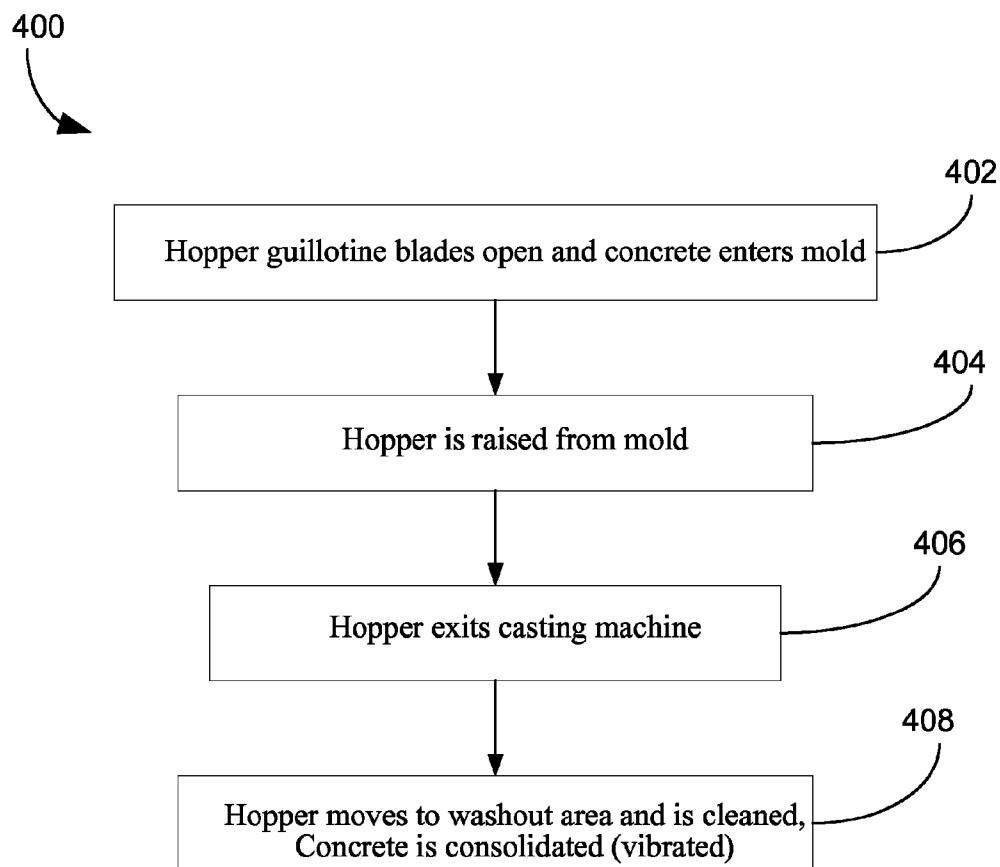 400
402
Hopper guillotine blades open and concrete enters mold
404
Hopper is raised from mold
406
Hopper exits casting machine
408
Hopper moves to washout area and is cleaned,
Concrete is consolidated (vibrated)